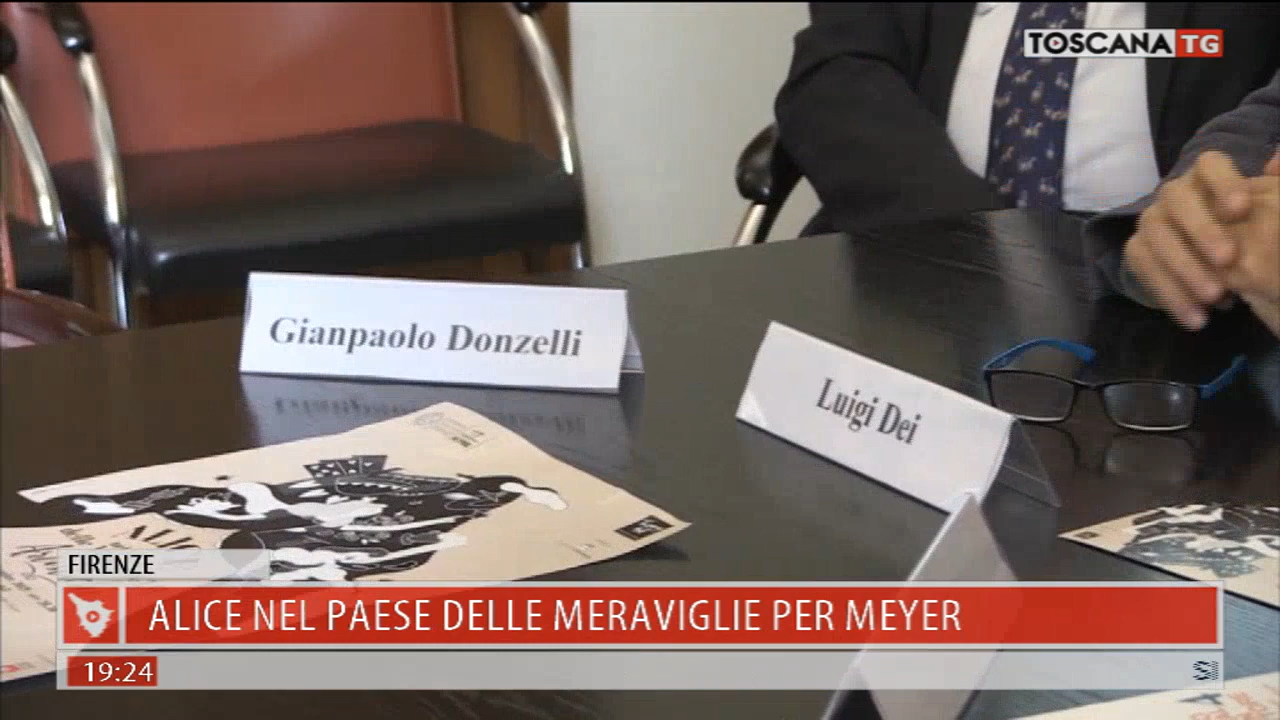 TOSCANA TG
Gianpaolo Donzelli
Luigi Dei
FIRENZE
ALICE NEL PAESE DELLE MERAVIGLIE PER MEYER
19:24